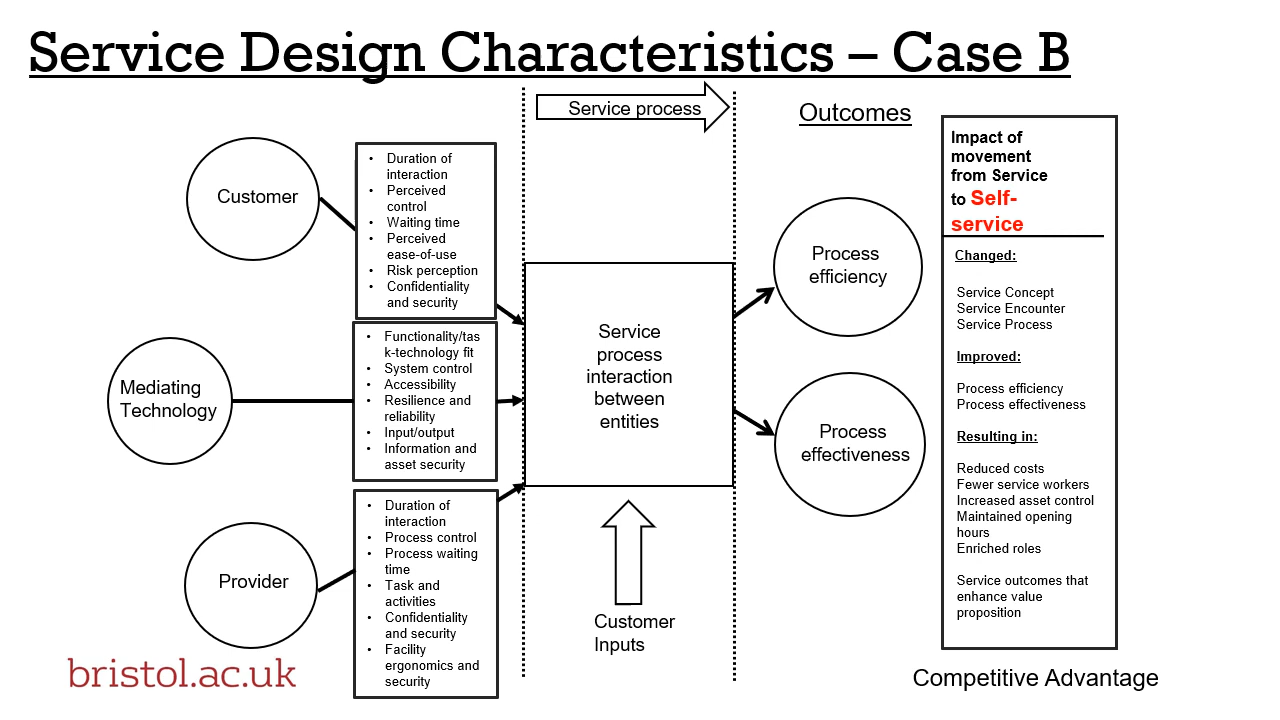 Service Design Characteristics – Case B
Service process
Outcomes
Customer
• Duration of
interaction
• Perceived
control
• Waiting time
• Perceived
ease-of-use
• Risk perception
• Confidentiality
and security
Mediating
Technology
• Functionality/tas
k-technology fit
• System control
• Accessibility
• Resilience and
reliability
• Input/output
• Information and
asset security
Provider
• Duration of
interaction
• Process control
• Process waiting
time
• Task and
activities
• Confidentiality
and security
• Facility
ergonomics and
security
Service
process
interaction
between
entities
Customer
Inputs
Process
efficiency
Process
effectiveness
Impact of
movement
from Service
to Self-
service
Changed:
Service Concept
Service Encounter
Service Process
Improved:
Process efficiency
Process effectiveness
Resulting in:
Reduced costs
Fewer service workers
Increased asset control
Maintained opening
hours
Enriched roles
Service outcomes that
enhance value
proposition
Competitive Advantage
bristol.ac.uk